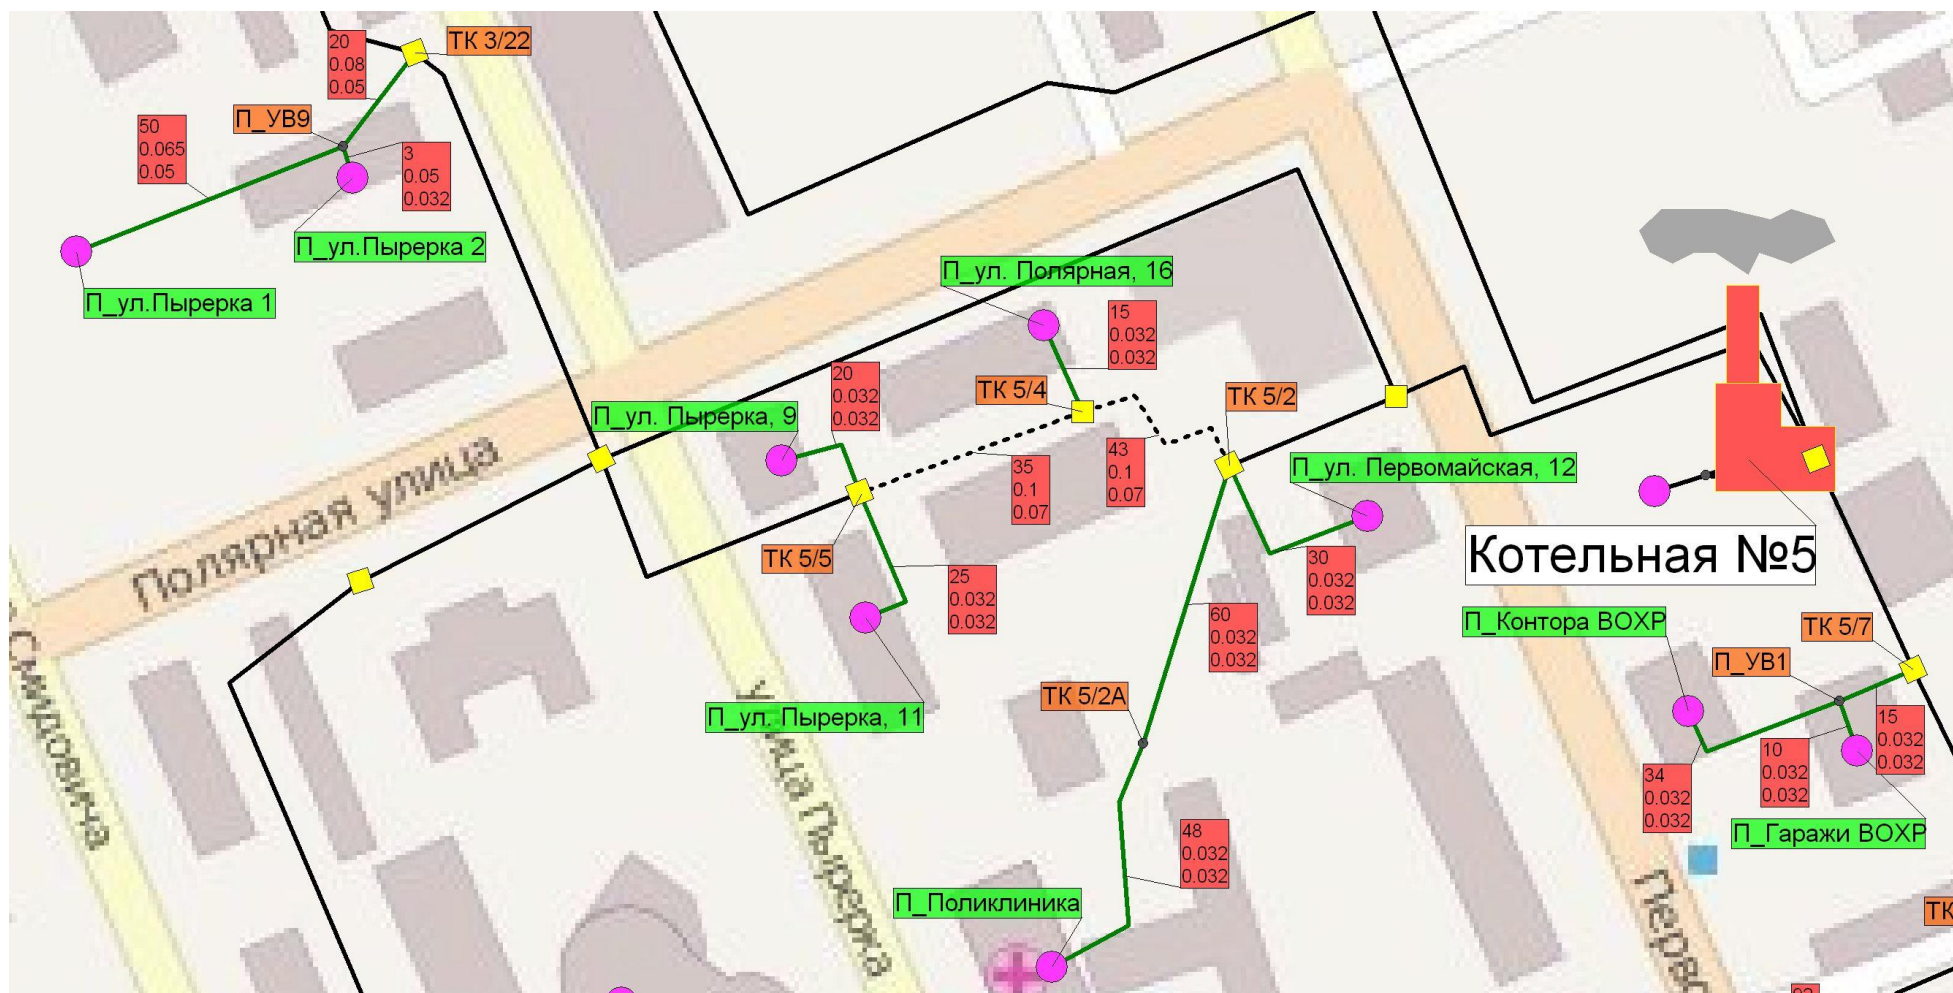 20
0.08
0.05
ТК 3/22
П_УВ9
50
0.065
0.05
3
0.05
0.032
П_ул.Пырерка 2
П_ул.Пырерка 1
П_ул. Полярная, 16
15
0.032
0.032
20
0.032
0.032
ТК 5/4
ТК 5/2
П_ул. Пырерка, 9
43
0.1
0.07
35
0.1
0.07
П_ул. Первомайская, 12
Полярная улица
ТК 5/5
Котельная №5
25
0.032
0.032
30
0.032
0.032
60
0.032
0.032
П_Контора ВОХР
ТК 5/7
П_УВ1
ТК 5/2А
П_ул. Пырерка, 11
улица Пырерка
Смидовича
15
0.032
0.032
10
0.032
0.032
34
0.032
0.032
П_Гаражи ВОХР
48
0.032
0.032
П_Поликлиника
Перво
ТК